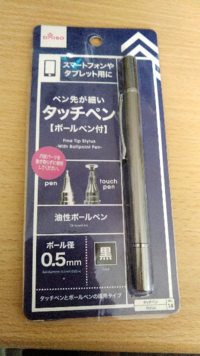 DAISO
スマートフォンや
タブレット用に
ペン先が細い
タッチペン
【ボールペン付】
Fine Tip Stylus
-With Ballpoint Pen-
pen
touch
pen
油性ボールペン
ボール径
0.5mm
黒
タッチペンとボールペンの両用タイプ